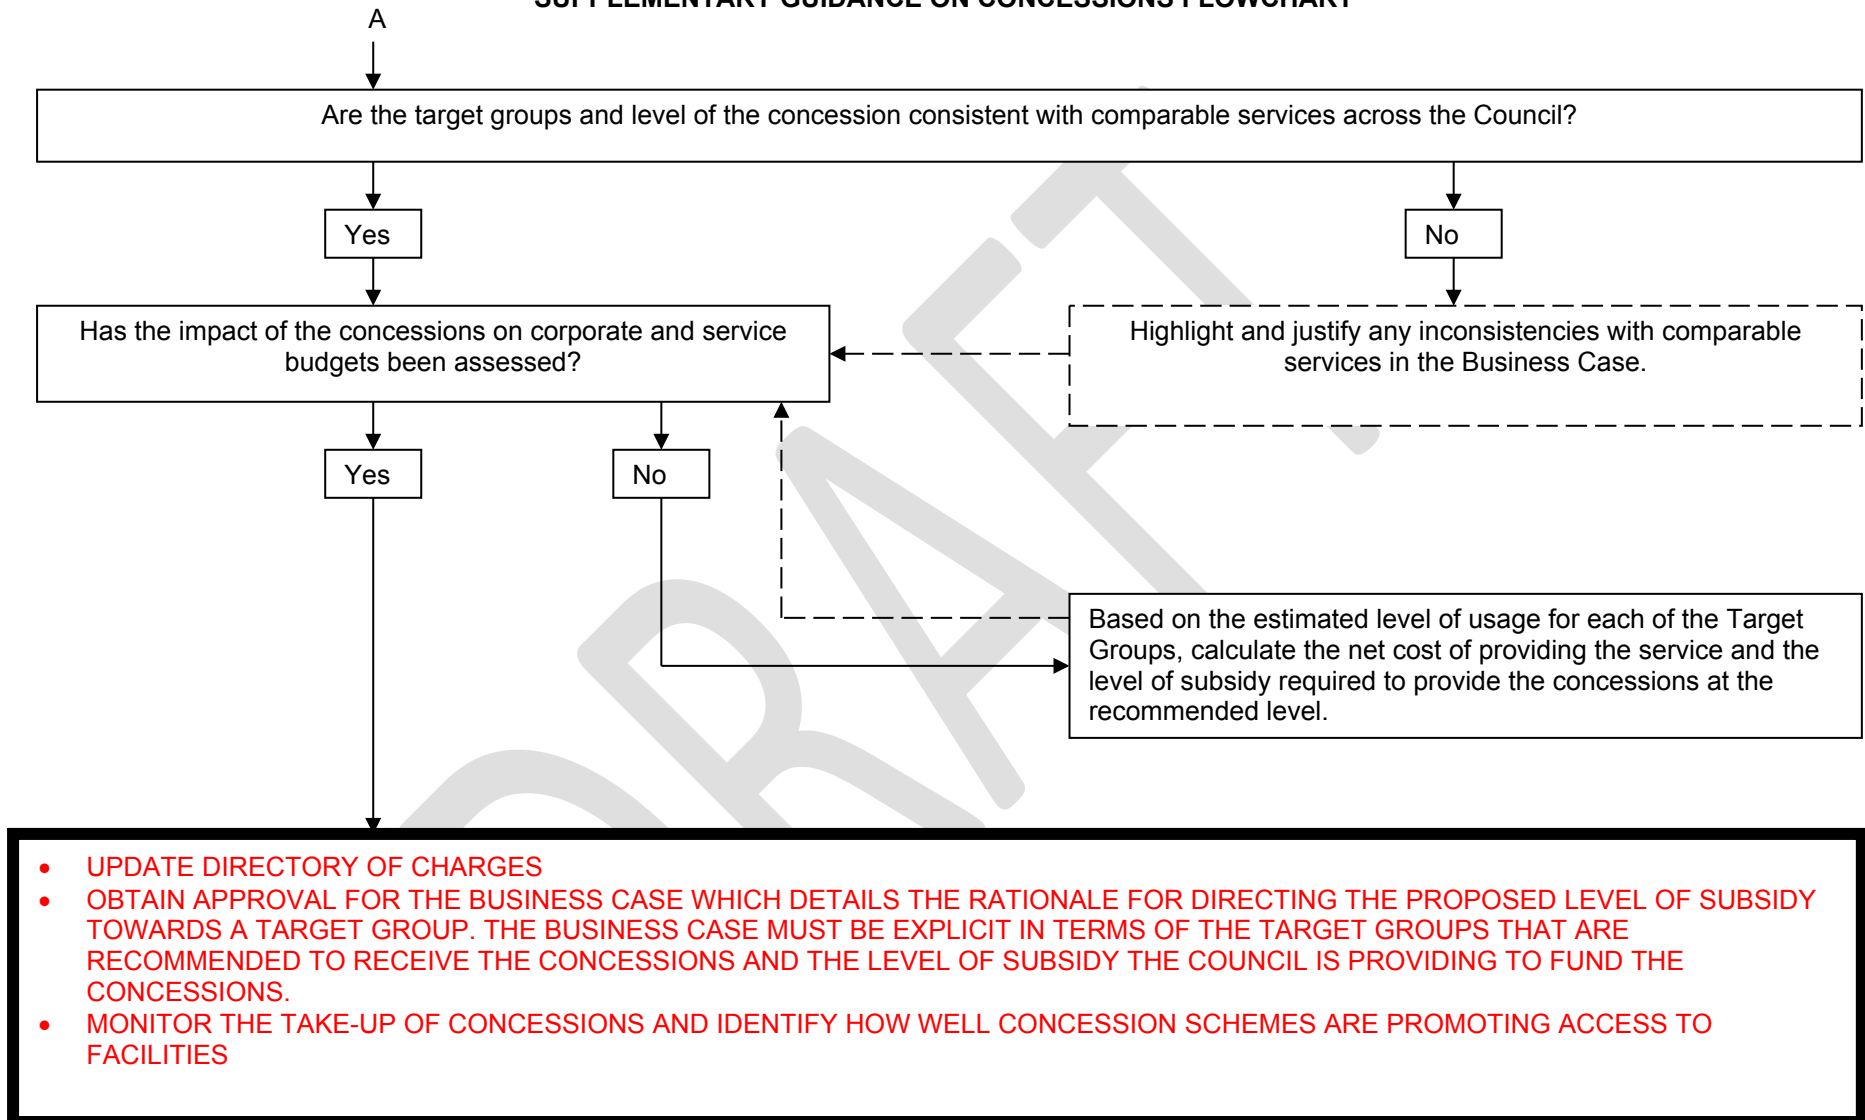 SUPPLEMENTARY GUIDANCE ON CONCESSIONS FLOWCHART
A
Are the target groups and level of the concession consistent with comparable services across the Council?
Yes
No
Has the impact of the concessions on corporate and service
budgets been assessed?
Highlight and justify any inconsistencies with comparable
services in the Business Case.
Yes
No
Based on the estimated level of usage for each of the Target
Groups, calculate the net cost of providing the service and the
level of subsidy required to provide the concessions at the
recommended level.
• UPDATE DIRECTORY OF CHARGES
• OBTAIN APPROVAL FOR THE BUSINESS CASE WHICH DETAILS THE RATIONALE FOR DIRECTING THE PROPOSED LEVEL OF SUBSIDY
TOWARDS A TARGET GROUP. THE BUSINESS CASE MUST BE EXPLICIT IN TERMS OF THE TARGET GROUPS THAT ARE
RECOMMENDED TO RECEIVE THE CONCESSIONS AND THE LEVEL OF SUBSIDY THE COUNCIL IS PROVIDING TO FUND THE
CONCESSIONS.
• MONITOR THE TAKE-UP OF CONCESSIONS AND IDENTIFY HOW WELL CONCESSION SCHEMES ARE PROMOTING ACCESS TO
FACILITIES
DRAFT